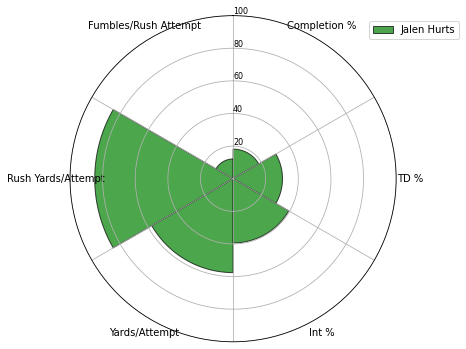 100
Fumbles/Rush Attempt
Completion %
Jalen Hurts
80
60
40
20
Rush Yards/Attempt
TD %
Yards/Attempt
Int %